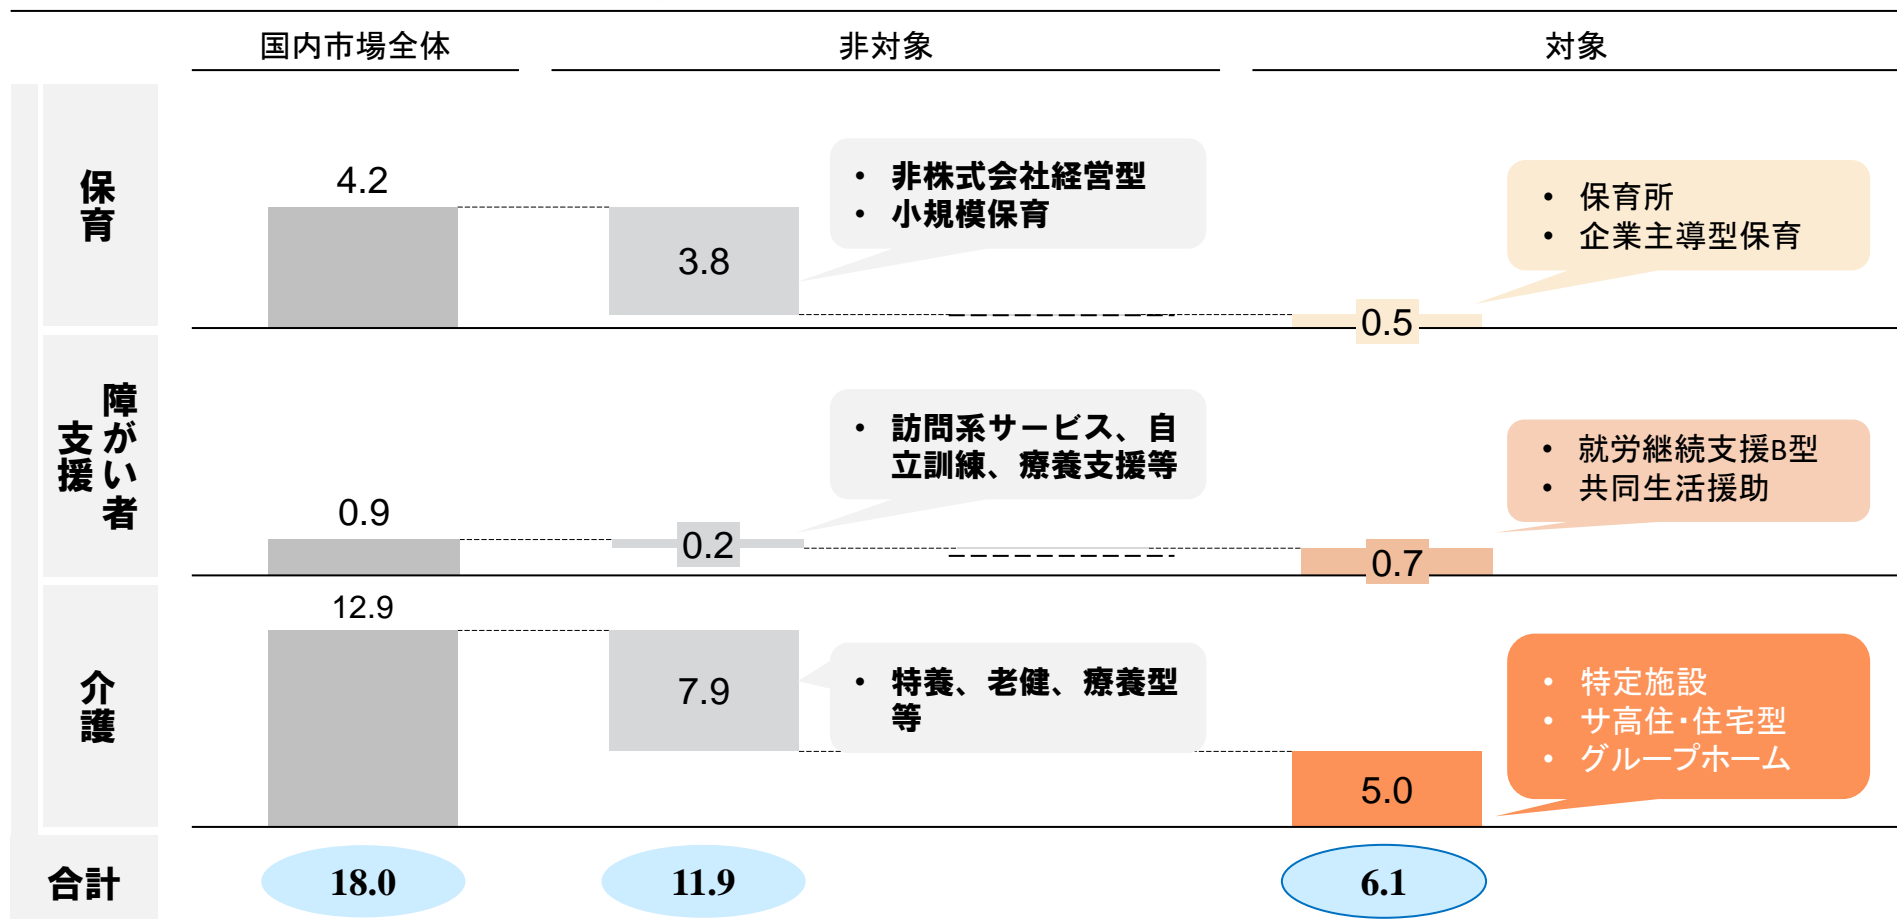 国内市場全体
非対象
対象
保育
4.2
3.8
• 非株式会社経営型
• 小規模保育
0.5
• 保育所
• 企業主導型保育
障がい者
支援
0.9
0.2
• 訪問系サービス、自
立訓練、療養支援等
0.7
• 就労継続支援B型
• 共同生活援助
介護
12.9
7.9
• 特養、老健、療養型
等
5.0
• 特定施設
• サ高住・住宅型
• グループホーム
合計
18.0
11.9
6.1